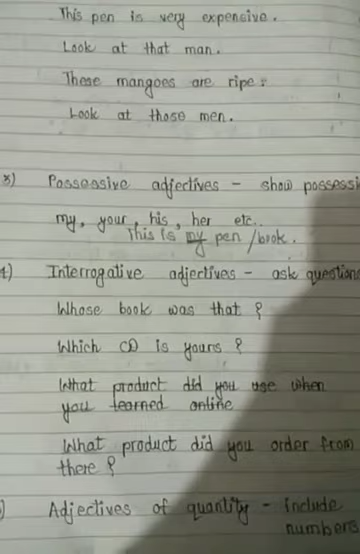 This pen is very expensive.
Look at that man.
These mangoes are ripe.
Look at those men.
3) Possessive adjectives - show possessi
my, your, his, her etc..
This is my pen /book.
4) Interrogative adjectives - ask questions
Whose book was that ?
Which CD is yours ?
What product did you use when
you learned online
What product did you order from
there ?
) Adjectives of quantity - include
numbers